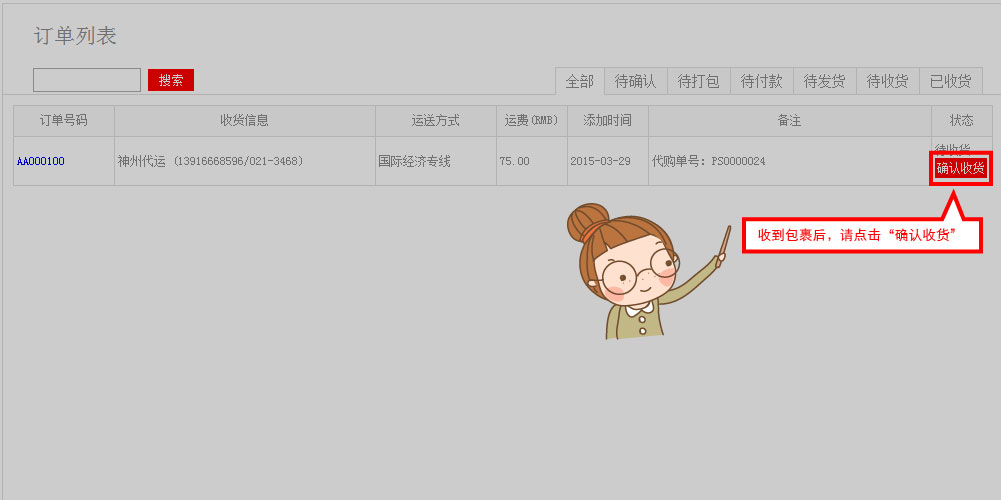 订单列表
搜索
全部 待确认 待打包 待付款 待发货 待收货 已收货
订单号码 收货信息 运送方式 运费(RMB) 添加时间 备注 状态
AA000100 神州代运 (13916668596/021-3468) 国际经济专线 75.00 2015-03-29 代购单号：PS0000024 待收货
确认收货
收到包裹后，请点击“确认收货”